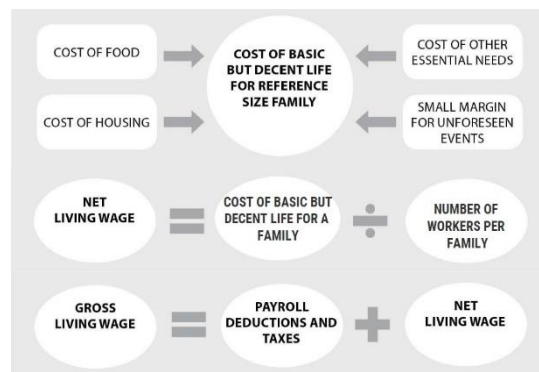 COST OF FOOD
COST OF HOUSING
COST OF BASIC
BUT DECENT LIFE
FOR REFERENCE
SIZE FAMILY
COST OF OTHER
ESSENTIAL NEEDS
SMALL MARGIN
FOR UNFORESEEN
EVENTS
NET
LIVING WAGE
=
COST OF BASIC BUT
DECENT LIFE FOR A
FAMILY
÷
NUMBER OF
WORKERS PER
FAMILY
GROSS
LIVING WAGE
=
PAYROLL
DEDUCTIONS AND
TAXES
+
NET
LIVING WAGE